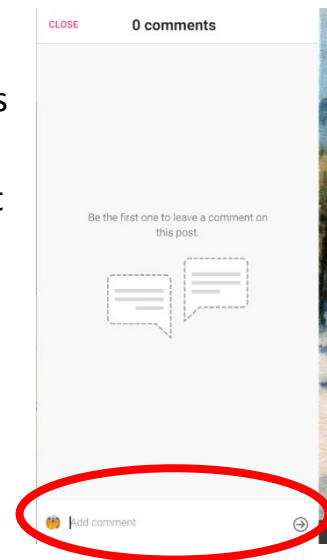 CLOSE 0 comments
s
t
Be the first one to leave a comment on
this post.
Add comment